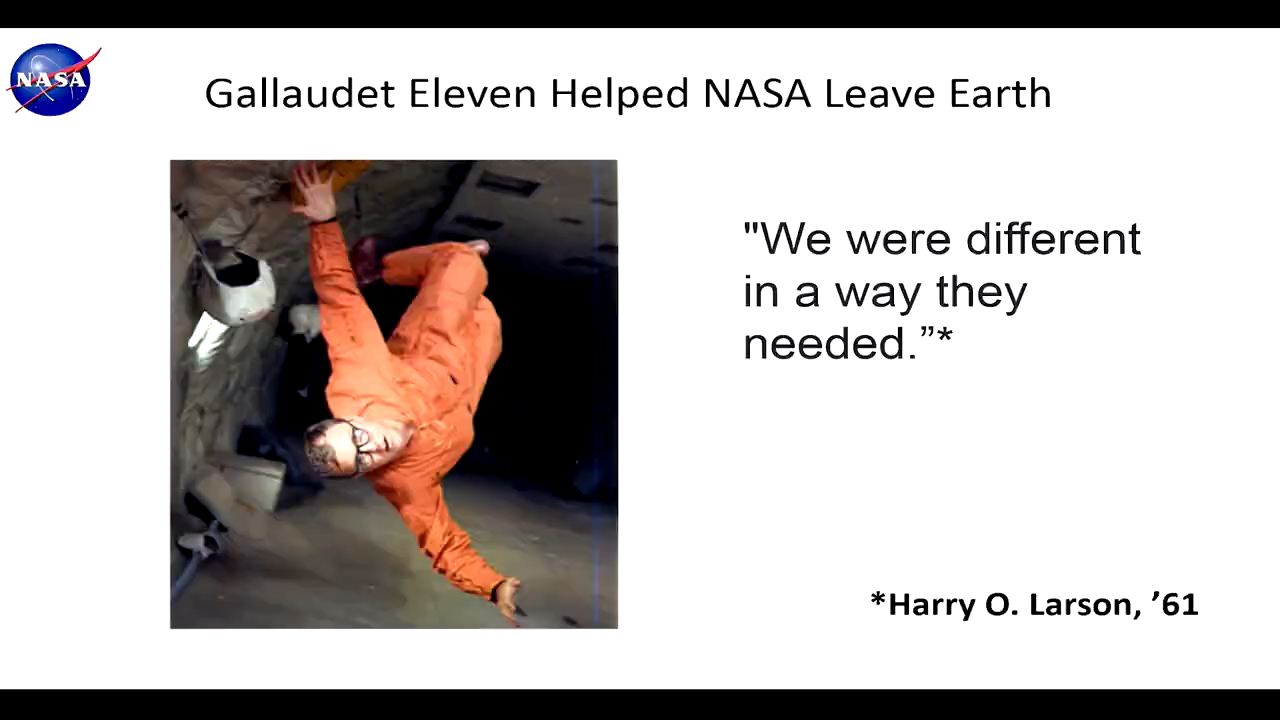 NASA
Gallaudet Eleven Helped NASA Leave Earth
"We were different
in a way they
needed.”*
*Harry O. Larson, ’61